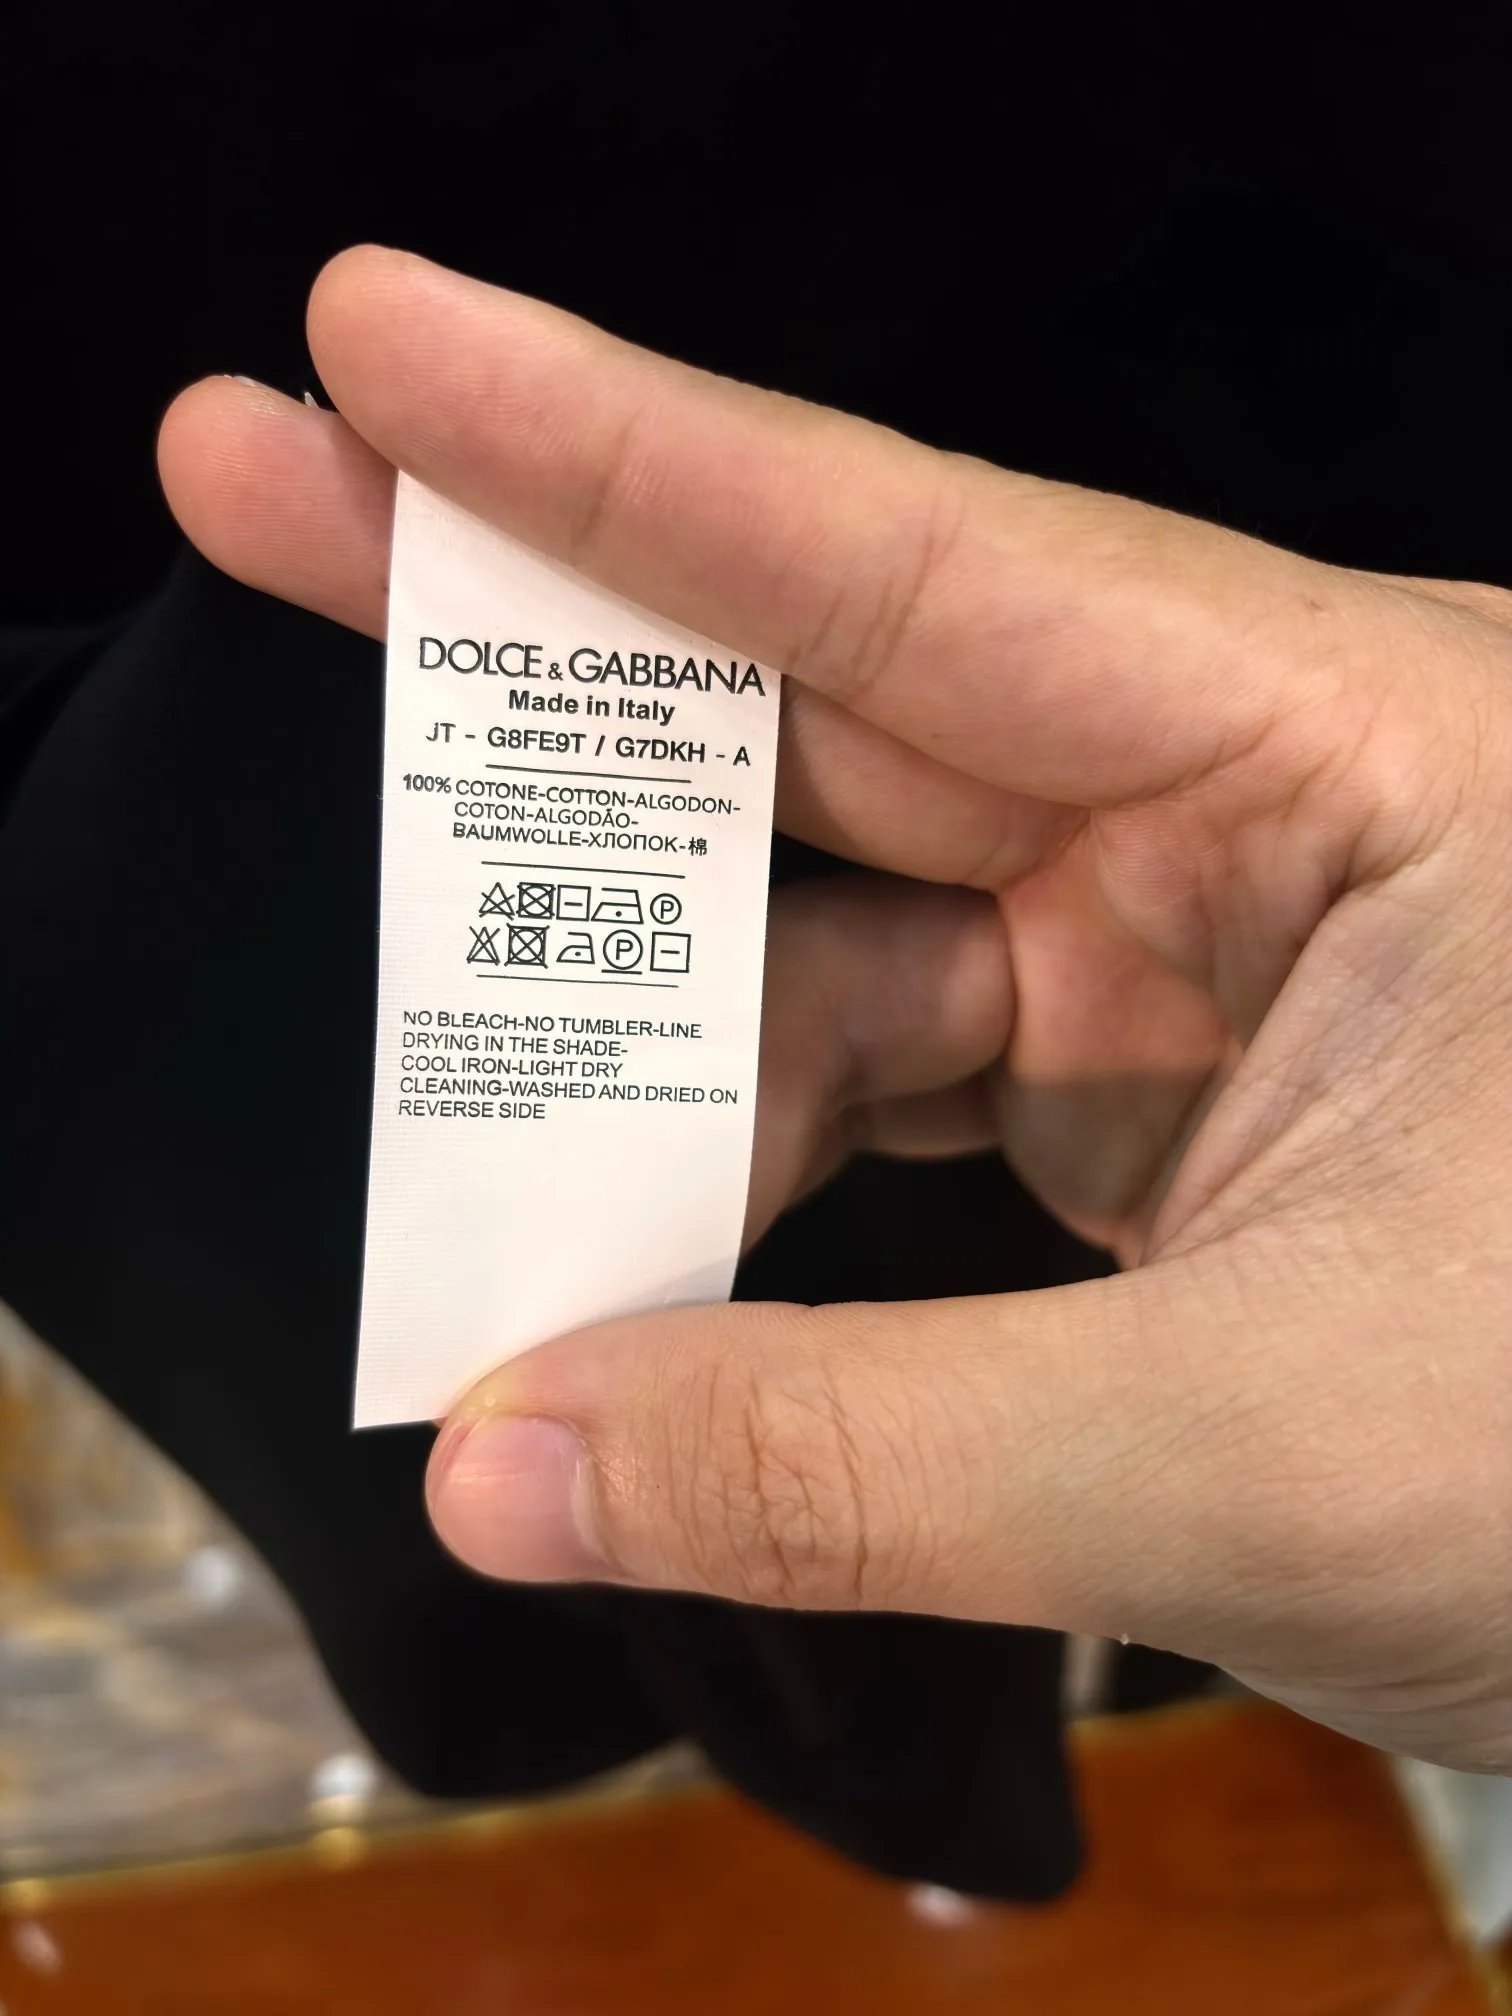 DOLCE & GABBANA
Made in Italy
JT - G8FE9T / G7DKH - A
100% COTONE-COTTON-ALGODON-
COTON-ALGODÃO-
BAUMWOLLE-ХЛОПОК-棉
P
P
NO BLEACH-NO TUMBLER-LINE
DRYING IN THE SHADE-
COOL IRON-LIGHT DRY
CLEANING-WASHED AND DRIED ON
REVERSE SIDE